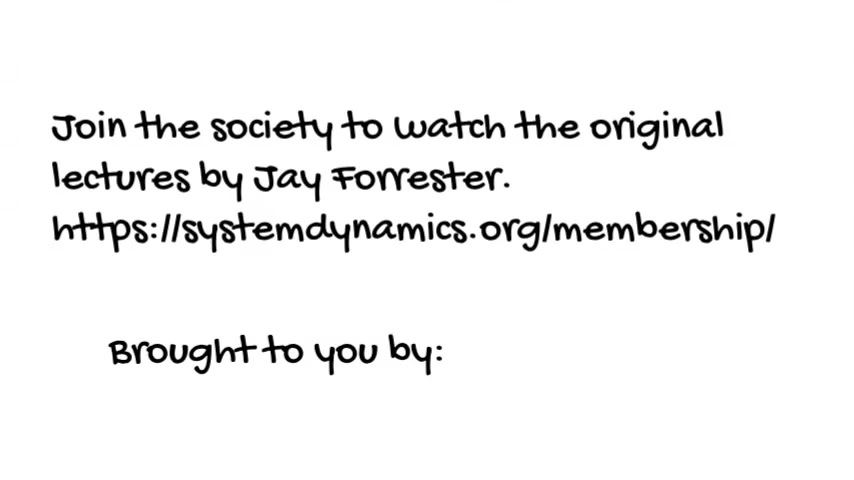 Join the society to watch the original
lectures by Jay Forrester.
https://systemdynamics.org/membership/
Brought to you by: